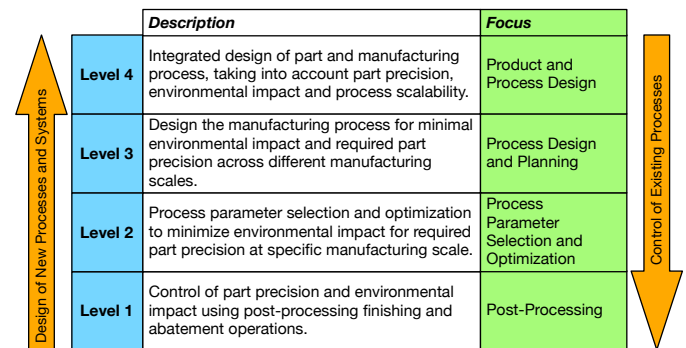 Description
Focus
Level 4
Integrated design of part and manufacturing
process, taking into account part precision,
environmental impact and process scalability.
Product and
Process Design
Level 3
Design the manufacturing process for minimal
environmental impact and required part
precision across different manufacturing
scales.
Process Design
and Planning
Level 2
Process parameter selection and optimization
to minimize environmental impact for required
part precision at specific manufacturing scale.
Process
Parameter
Selection and
Optimization
Level 1
Control of part precision and environmental
impact using post-processing finishing and
abatement operations.
Post-Processing
Design of New Processes and Systems
Control of Existing Processes